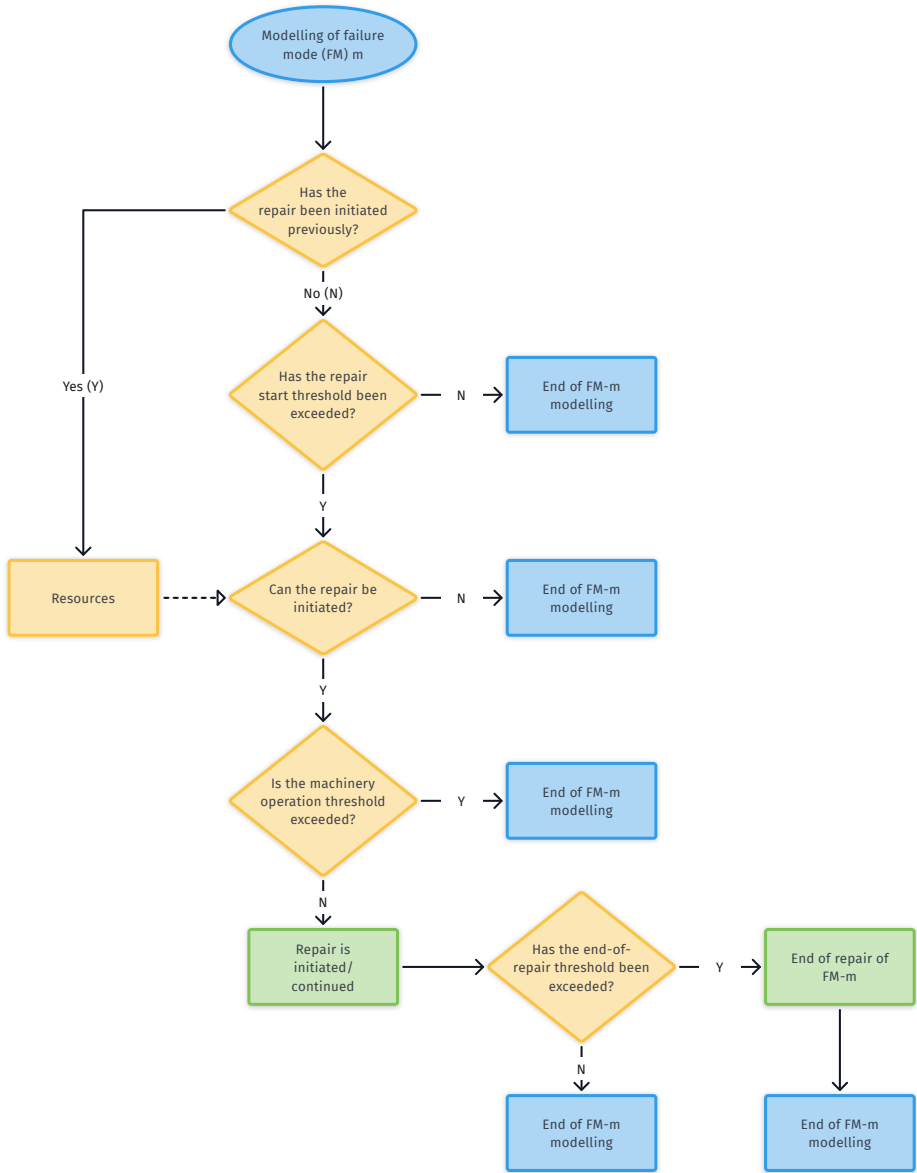 Modelling of failure
mode (FM) m
Has the
repair been initiated
previously?
No (N)
Yes (Y)
Has the repair
start threshold been
exceeded?
N
End of FM-m
modelling
Y
Resources
Can the repair be
initiated?
N
End of FM-m
modelling
Y
Is the machinery
operation threshold
exceeded?
Y
End of FM-m
modelling
N
Repair is
initiated/
continued
Has the end-of-
repair threshold been
exceeded?
Y
End of repair of
FM-m
N
End of FM-m
modelling
End of FM-m
modelling